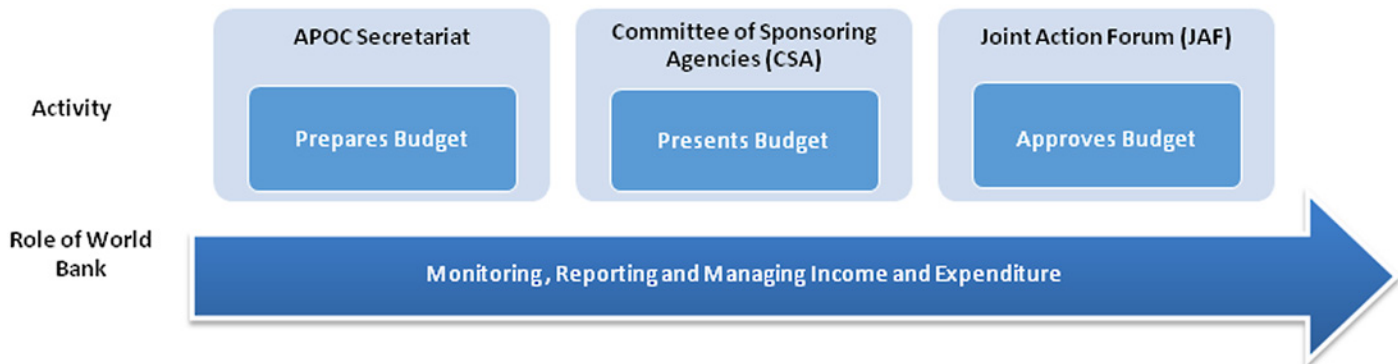 APOC Secretariat
Committee of Sponsoring
Agencies (CSA)
Joint Action Forum (JAF)
Activity
Prepares Budget
Presents Budget
Approves Budget
Role of World
Bank
Monitoring, Reporting and Managing Income and Expenditure